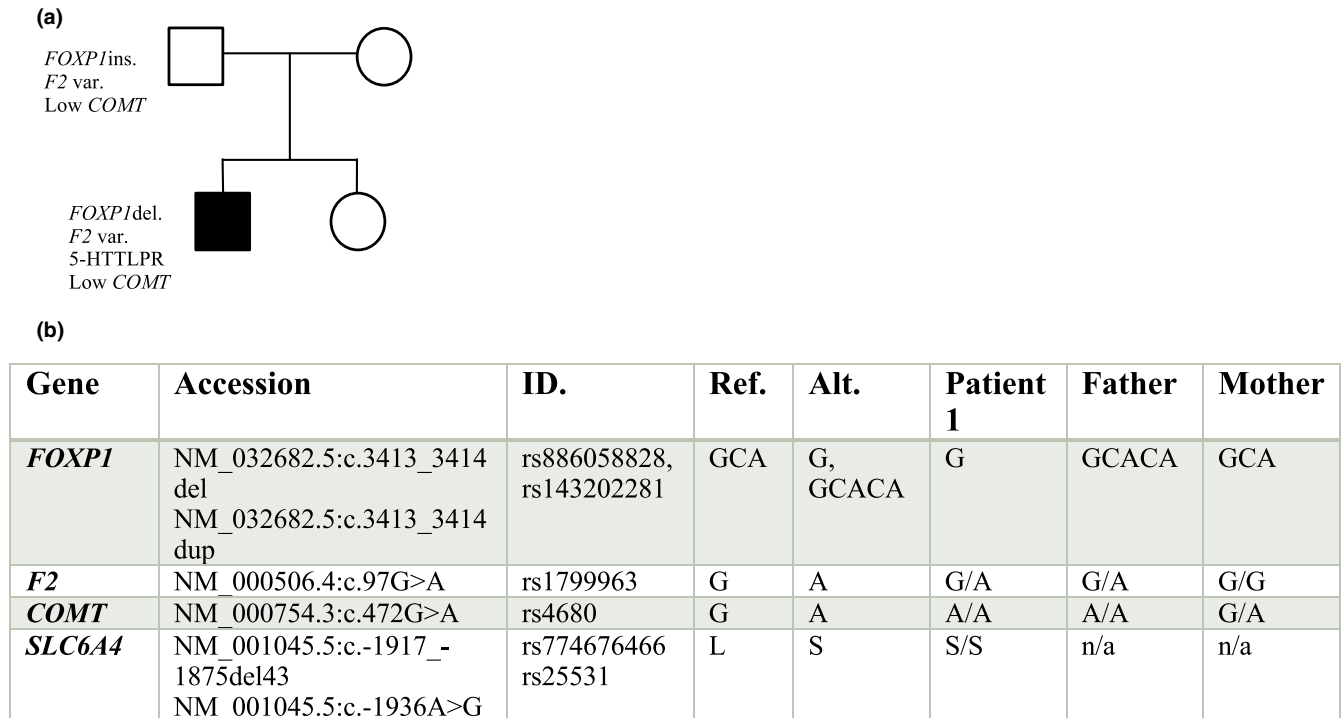 (a)
FOXP1ins.
F2 var.
Low COMT
FOXP1del.
F2 var.
5-HTTLPR
Low COMT
(b)
Gene Accession ID. Ref. Alt. Patient Father Mother
1
FOXP1 NM_032682.5:c.3413_3414 rs886058828, GCA G, G GCACA GCA
del rs143202281 GCACA
NM_032682.5:c.3413_3414
dup
F2 NM_000506.4:c.97G>A rs1799963 G A G/A G/A G/G
COMT NM_000754.3:c.472G>A rs4680 G A A/A A/A G/A
SLC6A4 NM_001045.5:c.-1917_- rs774676466 L S S/S n/a n/a
1875del43 rs25531
NM_001045.5:c.-1936A>G